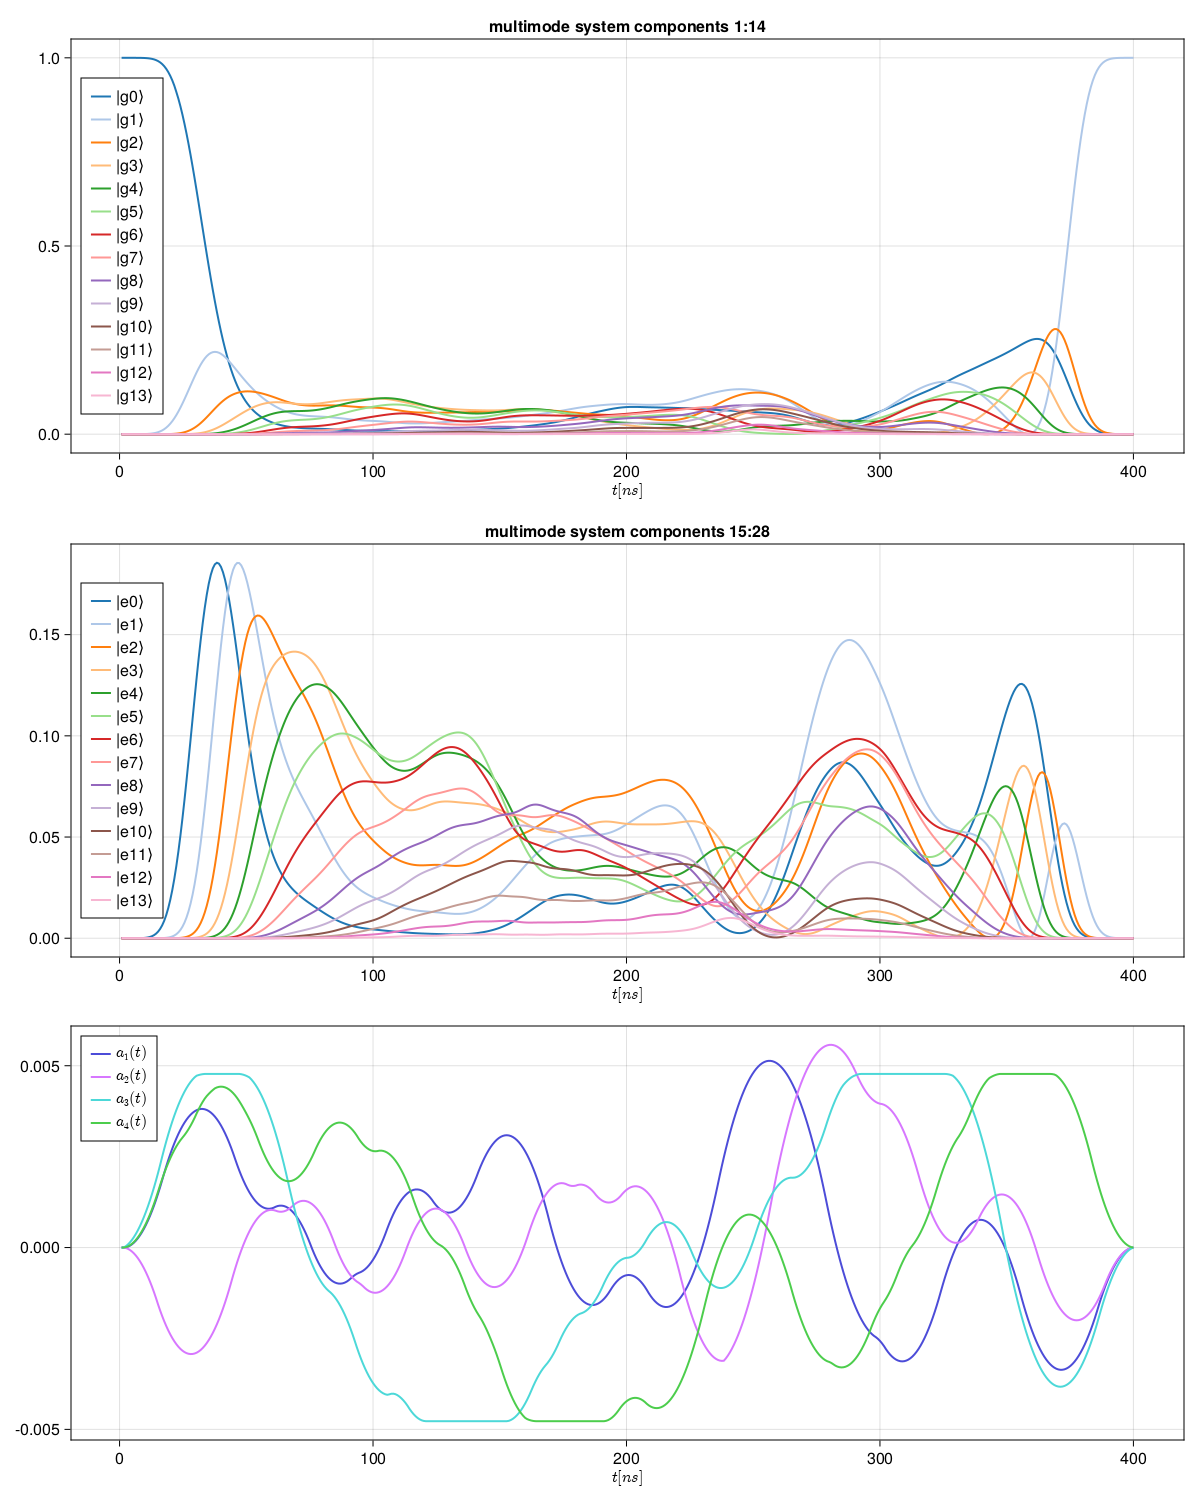 multimode system components 1:14
1.0
0.5
0.0
|g0⟩
|g1⟩
|g2⟩
|g3⟩
|g4⟩
|g5⟩
|g6⟩
|g7⟩
|g8⟩
|g9⟩
|g10⟩
|g11⟩
|g12⟩
|g13⟩
0 100 200 300 400
t[ns]
multimode system components 15:28
0.15
0.10
0.05
0.00
|e0⟩
|e1⟩
|e2⟩
|e3⟩
|e4⟩
|e5⟩
|e6⟩
|e7⟩
|e8⟩
|e9⟩
|e10⟩
|e11⟩
|e12⟩
|e13⟩
0 100 200 300 400
t[ns]
0.005
0.000
-0.005
a₁(t)
a₂(t)
a₃(t)
a₄(t)
0 100 200 300 400
t[ns]